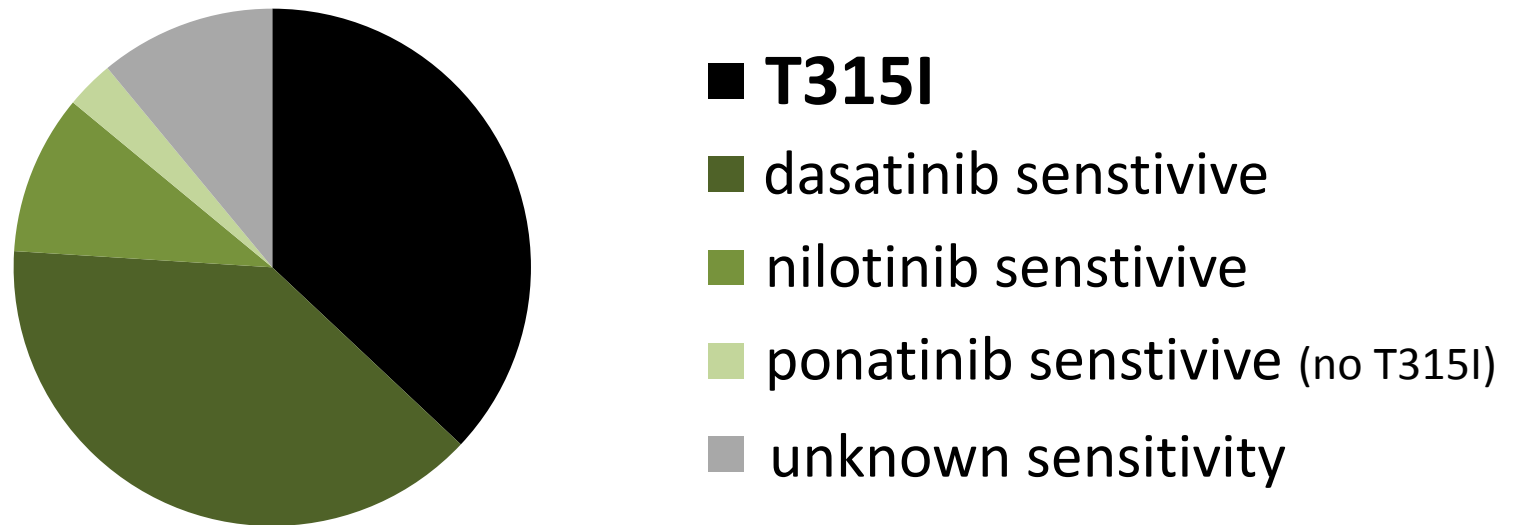 T315I
dasatinib senstivive
nilotinib senstivive
ponatinib senstivive (no T315I)
unknown sensitivity